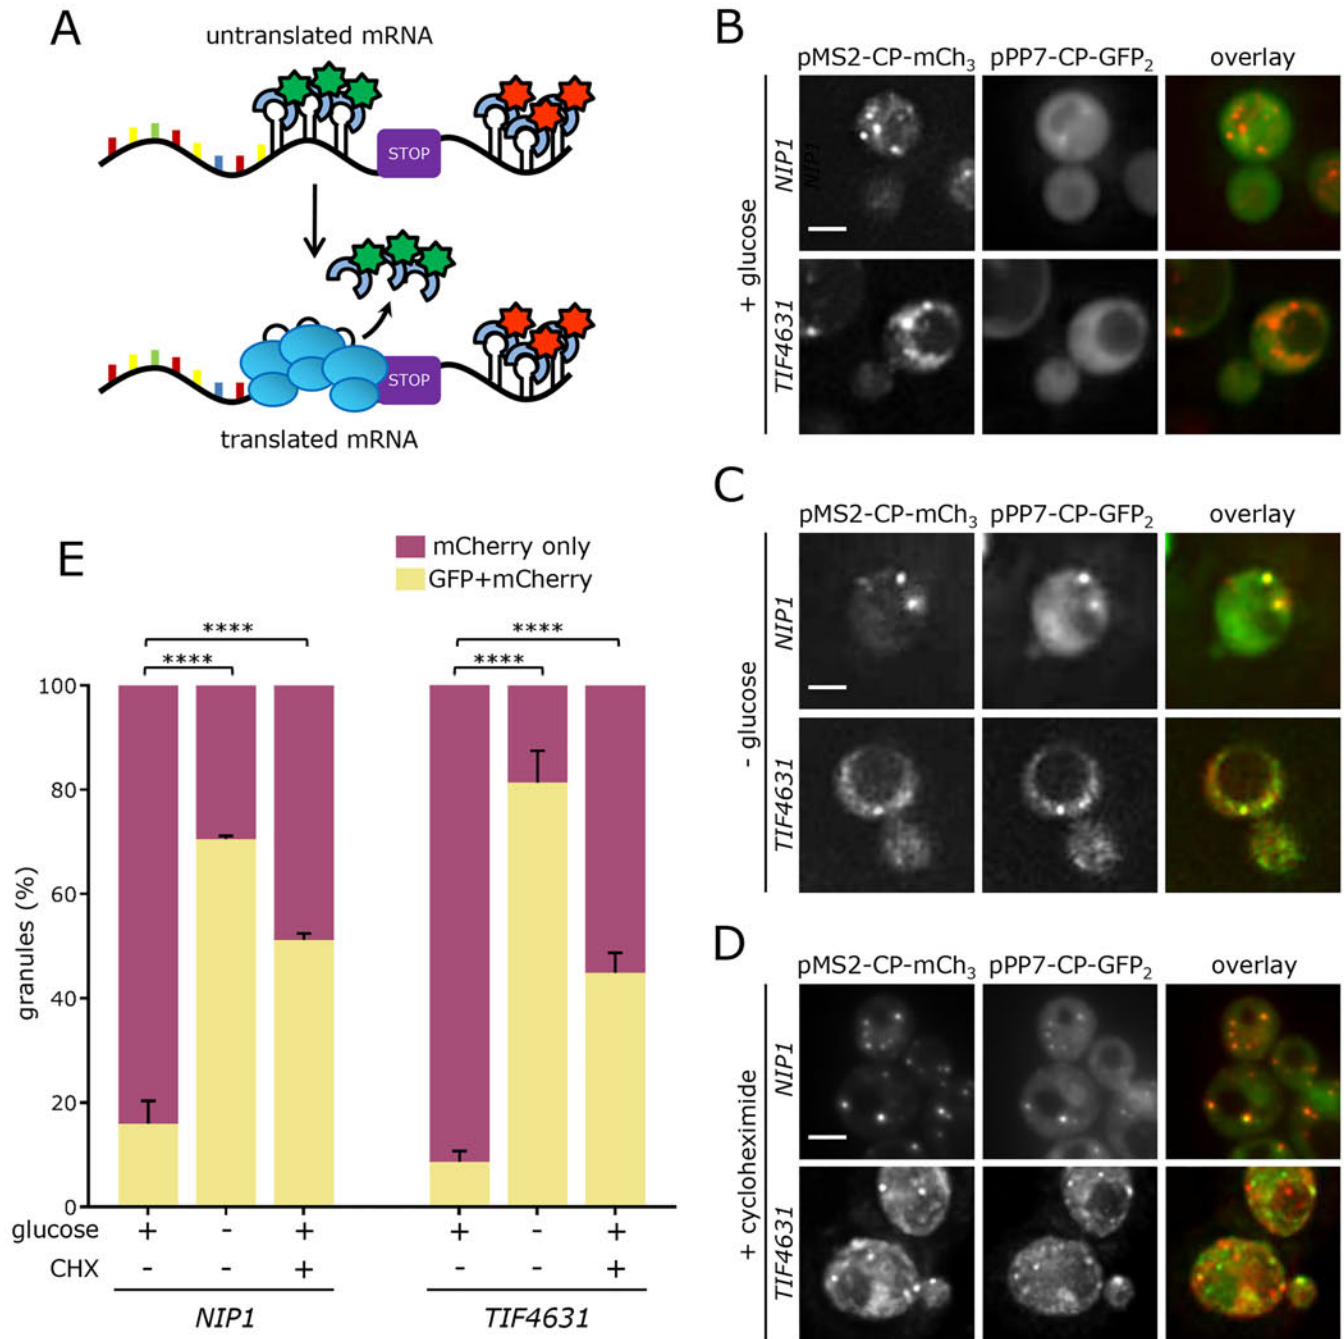 A
untranslated mRNA
STOP
STOP
translated mRNA
B
pMS2-CP-mCh₃ pPP7-CP-GFP₂ overlay
+ glucose
NIP1
NIP1
TIF4631
C
pMS2-CP-mCh₃ pPP7-CP-GFP₂ overlay
- glucose
NIP1
TIF4631
D
pMS2-CP-mCh₃ pPP7-CP-GFP₂ overlay
+ cycloheximide
NIP1
TIF4631
E
mCherry only
GFP+mCherry
**** ****
**** ****
granules (%)
100
80
60
40
20
0
glucose + - + + - +
CHX - - + - - +
NIP1 TIF4631